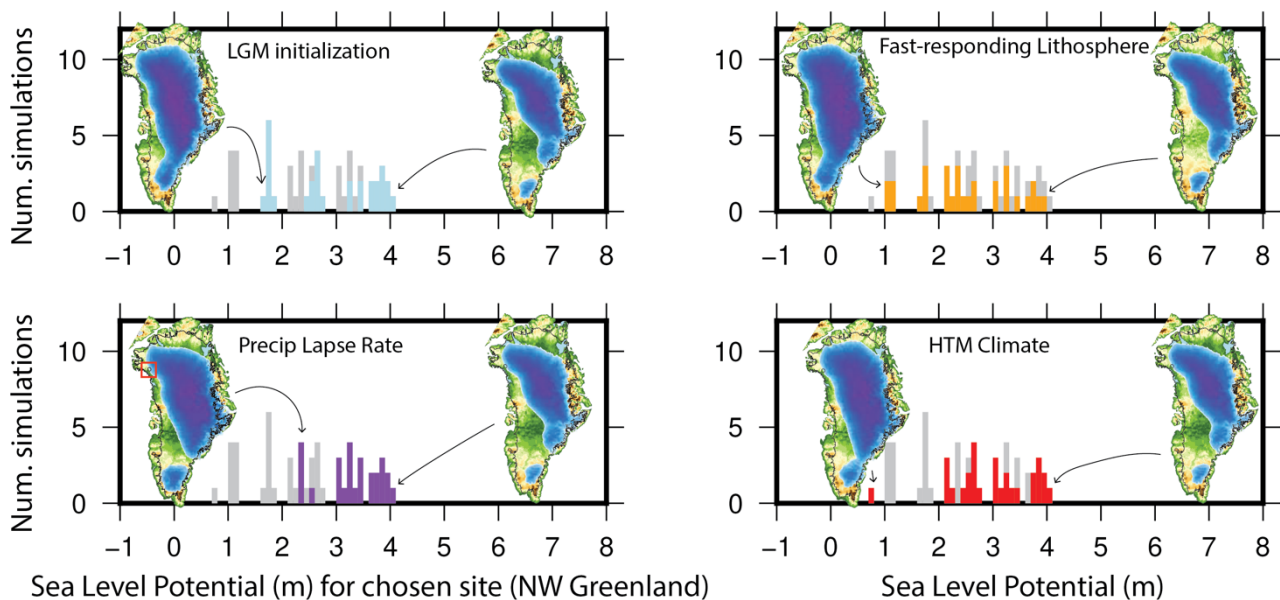 Num. simulations
10
5
0
LGM initialization
−1 0 1 2 3 4 5 6 7 8
10
5
0
Fast-responding Lithosphere
−1 0 1 2 3 4 5 6 7 8
Num. simulations
10
5
0
Precip Lapse Rate
−1 0 1 2 3 4 5 6 7 8
Sea Level Potential (m) for chosen site (NW Greenland)
10
5
0
HTM Climate
−1 0 1 2 3 4 5 6 7 8
Sea Level Potential (m)